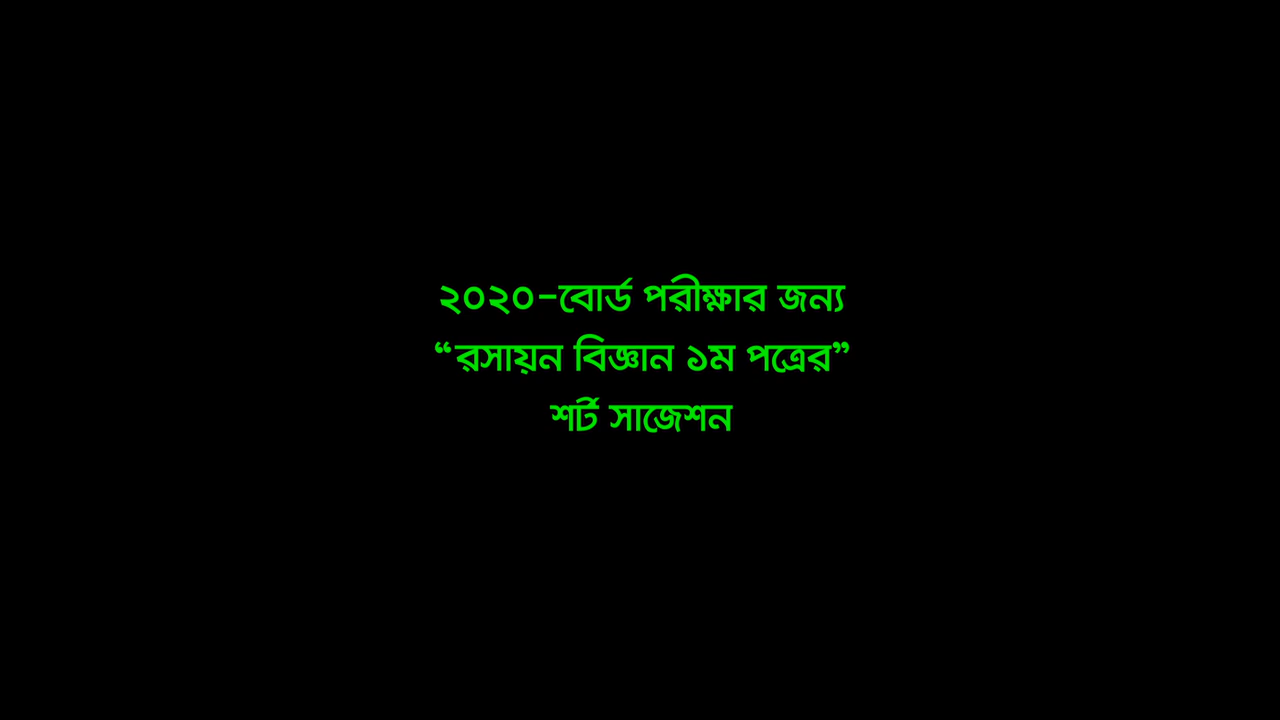 ২০২০-বোর্ড পরীক্ষার জন্য
“রসায়ন বিজ্ঞান ১ম পত্রের”
শর্ট সাজেশন